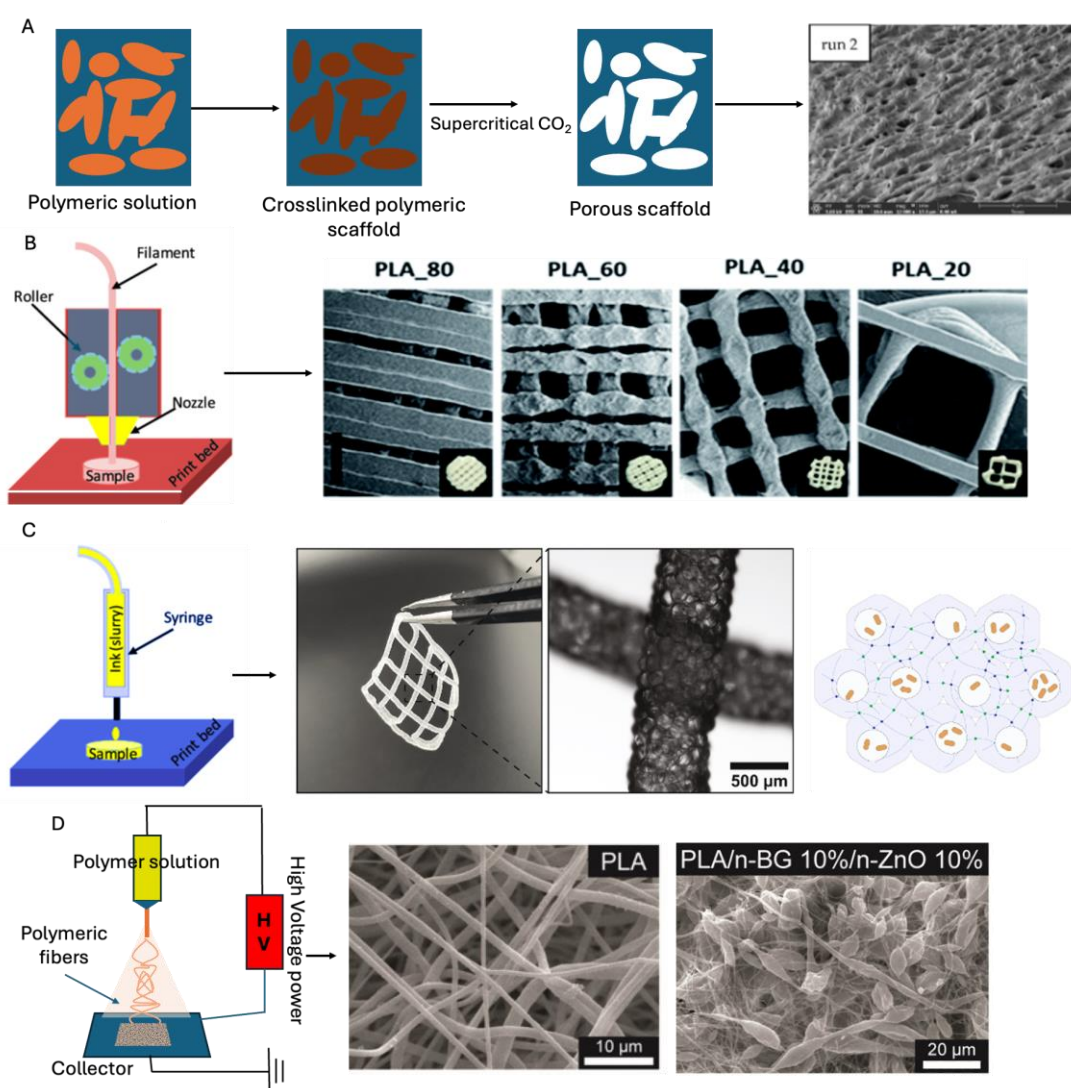 A
run 2
Supercritical CO₂
Polymeric solution
Crosslinked polymeric
scaffold
Porous scaffold
B
Filament
Roller
Nozzle
Sample
Print bed
PLA_80
PLA_60
PLA_40
PLA_20
C
Ink (slurry)
Syringe
Sample
Print bed
500 µm
D
Polymer solution
Polymeric
fibers
HV
High Voltage power
Collector
PLA
10 µm
PLA/n-BG 10%/n-ZnO 10%
20 µm